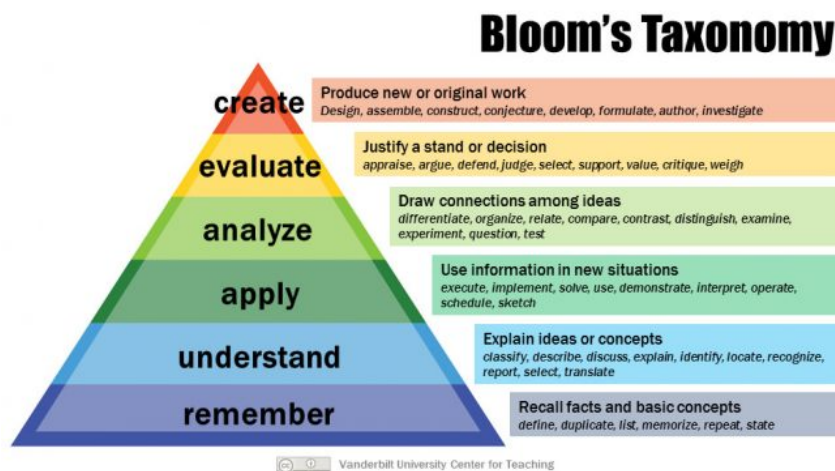 Bloom's Taxonomy
create
Produce new or original work
Design, assemble, construct, conjecture, develop, formulate, author, investigate
evaluate
Justify a stand or decision
appraise, argue, defend, judge, select, support, value, critique, weigh
analyze
Draw connections among ideas
differentiate, organize, relate, compare, contrast, distinguish, examine,
experiment, question, test
apply
Use information in new situations
execute, implement, solve, use, demonstrate, interpret, operate,
schedule, sketch
understand
Explain ideas or concepts
classify, describe, discuss, explain, identify, locate, recognize,
report, select, translate
remember
Recall facts and basic concepts
define, duplicate, list, memorize, repeat, state
cc Vanderbilt University Center for Teaching